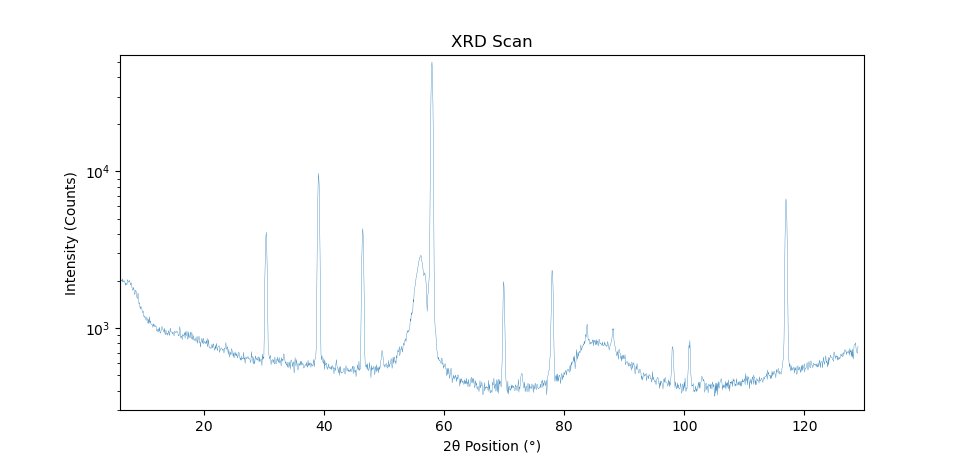 XRD Scan
Intensity (Counts)
10⁴
10³
20 40 60 80 100 120
2θ Position (°)